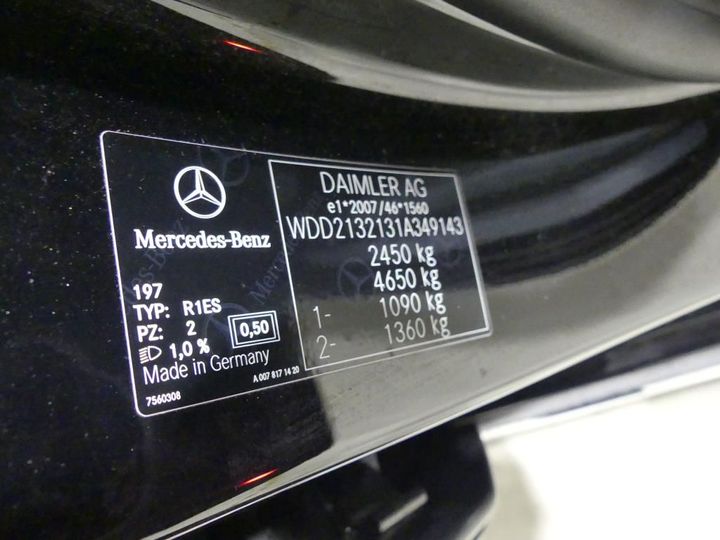 Mercedes-Benz
197
TYP: R1ES
PZ: 2
0,50
1,0 %
Made in Germany
7560308
A 007 817 14 20
DAIMLER AG
e1*2007/46*1560
WDD2132131A349143
2450 kg
4650 kg
1- 1090 kg
2- 1360 kg